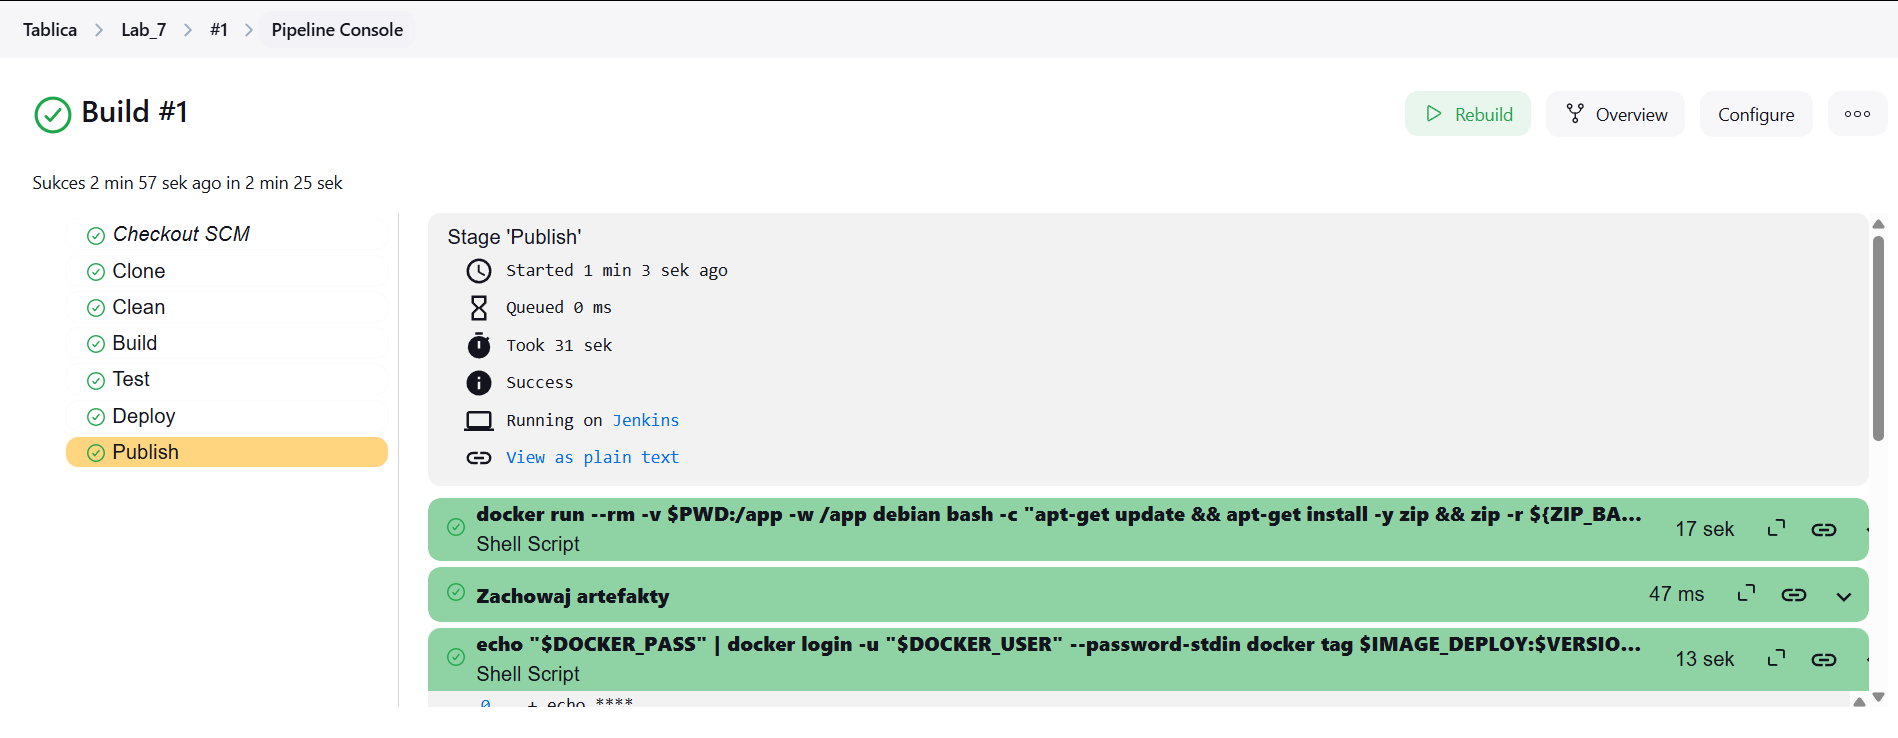 Tablica > Lab_7 > #1 > Pipeline Console
Build #1
Rebuild
Overview
Configure
Sukces 2 min 57 sek ago in 2 min 25 sek
Checkout SCM
Clone
Clean
Build
Test
Deploy
Publish
Stage 'Publish'
Started 1 min 3 sek ago
Queued 0 ms
Took 31 sek
Success
Running on Jenkins
View as plain text
docker run --rm -v $PWD:/app -w /app debian bash -c "apt-get update && apt-get install -y zip && zip -r ${ZIP_BA...
Shell Script
17 sek
Zachowaj artefakty
47 ms
echo "$DOCKER_PASS" | docker login -u "$DOCKER_USER" --password-stdin docker tag $IMAGE_DEPLOY:$VERSIO...
Shell Script
13 sek
0 + echo ****